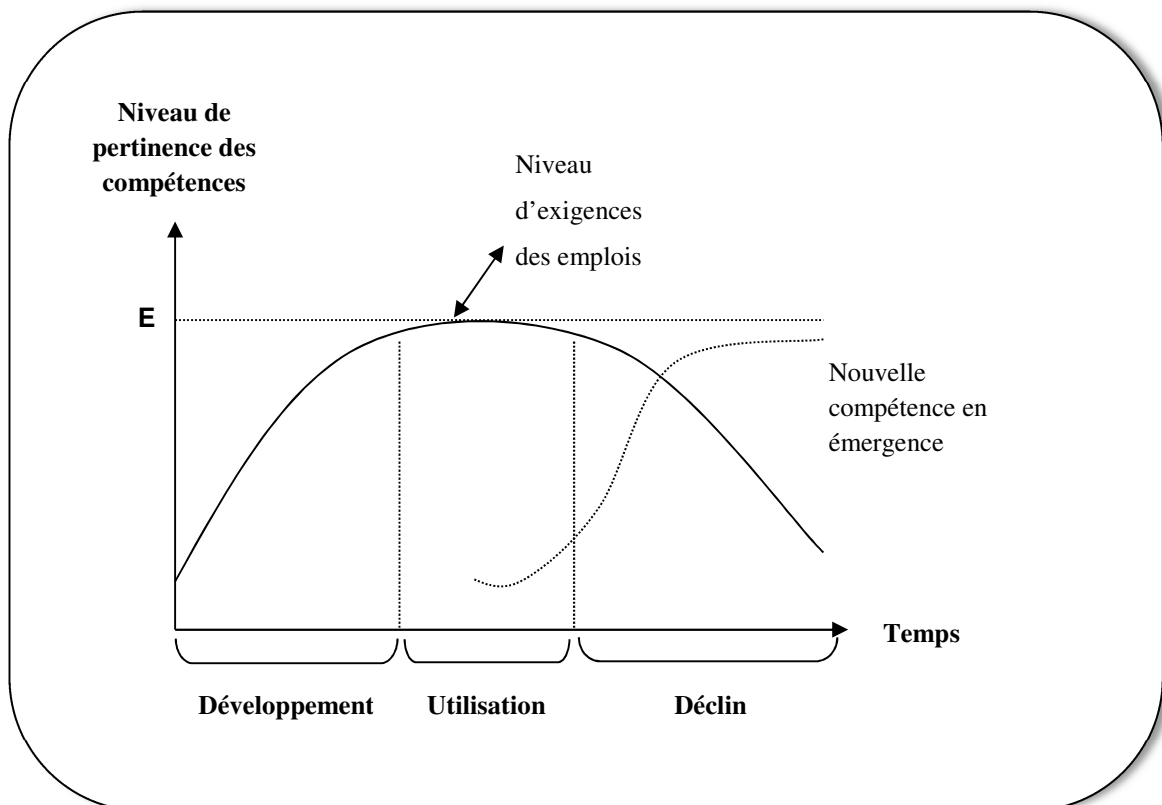 Niveau de
pertinence des
compétences
Niveau
d'exigences
des emplois
E
Nouvelle
compétence en
émergence
Temps
Développement
Utilisation
Déclin